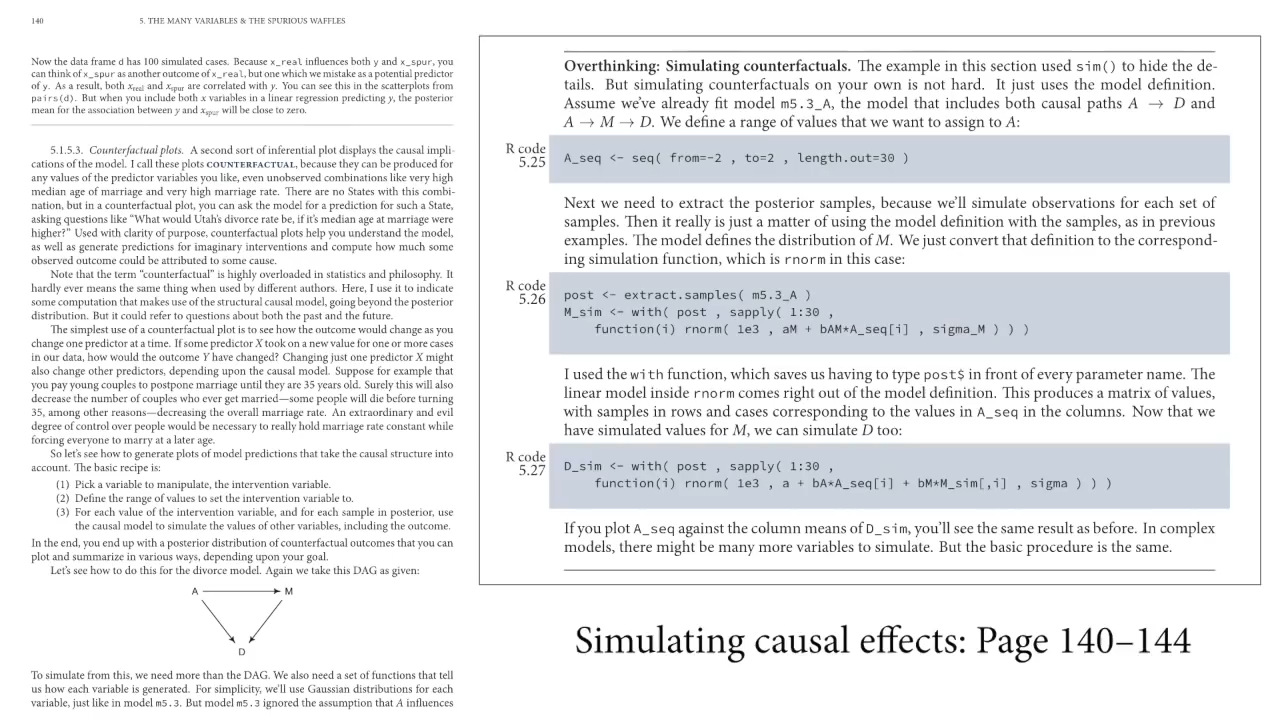 140
5. THE MANY VARIABLES & THE SPURIOUS WAFFLES
Now the data frame d has 100 simulated cases. Because x_real influences both y and x_spur, you
can think of x_spur as another outcome of x_real, but one which we mistake as a potential predictor
of y. As a result, both xreal and xspur are correlated with y. You can see this in the scatterplots from
pairs(d). But when you include both x variables in a linear regression predicting y, the posterior
mean for the association between y and xspur will be close to zero.
5.1.5.3. Counterfactual plots. A second sort of inferential plot displays the causal impli-
cations of the model. I call these plots COUNTERFACTUAL, because they can be produced for
any values of the predictor variables you like, even unobserved combinations like very high
median age of marriage and very high marriage rate. There are no States with this combi-
nation, but in a counterfactual plot, you can ask the model for a prediction for such a State,
asking questions like “What would Utah’s divorce rate be, if it’s median age at marriage were
higher?” Used with clarity of purpose, counterfactual plots help you understand the model,
as well as generate predictions for imaginary interventions and compute how much some
observed outcome could be attributed to some cause.
Note that the term “counterfactual” is highly overloaded in statistics and philosophy. It
hardly ever means the same thing when used by different authors. Here, I use it to indicate
some computation that makes use of the structural causal model, going beyond the posterior
distribution. But it could refer to questions about both the past and the future.
The simplest use of a counterfactual plot is to see how the outcome would change as you
change one predictor at a time. If some predictor X took on a new value for one or more cases
in our data, how would the outcome Y have changed? Changing just one predictor X might
also change other predictors, depending upon the causal model. Suppose for example that
you pay young couples to postpone marriage until they are 35 years old. Surely this will also
decrease the number of couples who ever get married—some people will die before turning
35, among other reasons—decreasing the overall marriage rate. An extraordinary and evil
degree of control over people would be necessary to really hold marriage rate constant while
forcing everyone to marry at a later age.
So let’s see how to generate plots of model predictions that take the causal structure into
account. The basic recipe is:
(1) Pick a variable to manipulate, the intervention variable.
(2) Define the range of values to set the intervention variable to.
(3) For each value of the intervention variable, and for each sample in posterior, use
the causal model to simulate the values of other variables, including the outcome.
In the end, you end up with a posterior distribution of counterfactual outcomes that you can
plot and summarize in various ways, depending upon your goal.
Let’s see how to do this for the divorce model. Again we take this DAG as given:
A M
D
To simulate from this, we need more than the DAG. We also need a set of functions that tell
us how each variable is generated. For simplicity, we’ll use Gaussian distributions for each
variable, just like in model m5.3. But model m5.3 ignored the assumption that A influences
Overthinking: Simulating counterfactuals. The example in this section used sim() to hide the de-
tails. But simulating counterfactuals on your own is not hard. It just uses the model definition.
Assume we’ve already fit model m5.3_A, the model that includes both causal paths A → D and
A → M → D. We define a range of values that we want to assign to A:
R code
5.25
A_seq <- seq( from=-2 , to=2 , length.out=30 )
Next we need to extract the posterior samples, because we’ll simulate observations for each set of
samples. Then it really is just a matter of using the model definition with the samples, as in previous
examples. The model defines the distribution of M. We just convert that definition to the correspond-
ing simulation function, which is rnorm in this case:
R code
5.26
post <- extract.samples( m5.3_A )
M_sim <- with( post , sapply( 1:30 ,
function(i) rnorm( 1e3 , aM + bAM*A_seq[i] , sigma_M ) ) )
I used the with function, which saves us having to type post$ in front of every parameter name. The
linear model inside rnorm comes right out of the model definition. This produces a matrix of values,
with samples in rows and cases corresponding to the values in A_seq in the columns. Now that we
have simulated values for M, we can simulate D too:
R code
5.27
D_sim <- with( post , sapply( 1:30 ,
function(i) rnorm( 1e3 , a + bA*A_seq[i] + bM*M_sim[,i] , sigma ) ) )
If you plot A_seq against the column means of D_sim, you’ll see the same result as before. In complex
models, there might be many more variables to simulate. But the basic procedure is the same.
Simulating causal effects: Page 140–144